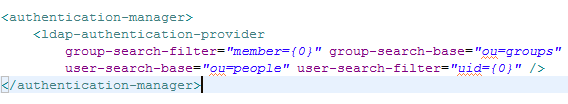 <authentication-manager>
<ldap-authentication-provider
group-search-filter="member={0}" group-search-base="ou=groups"
user-search-base="ou=people" user-search-filter="uid={0}" />
</authentication-manager>